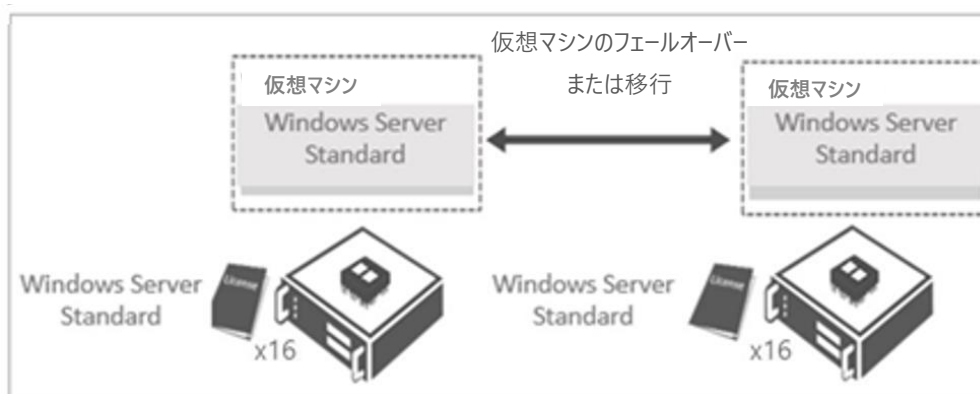 仮想マシンのフェールオーバー
または移行
仮想マシン
Windows Server
Standard
仮想マシン
Windows Server
Standard
Windows Server
Standard
License
x16
Windows Server
Standard
License
x16